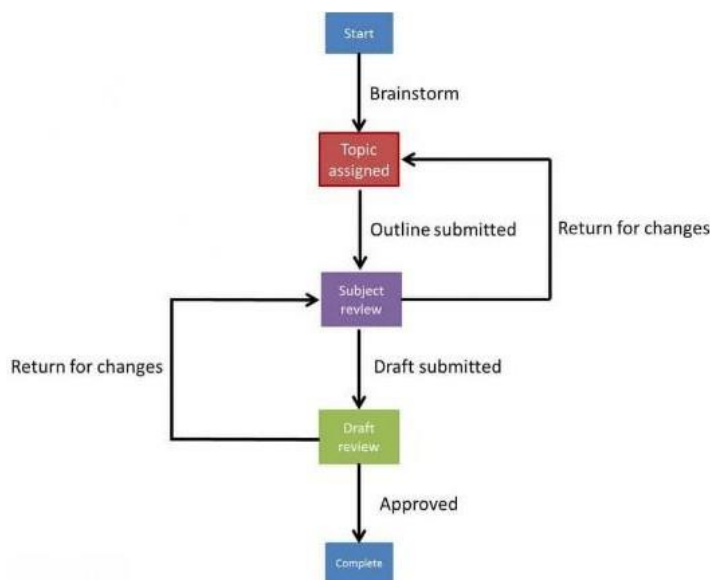 Start
Brainstorm
Topic
assigned
Outline submitted
Return for changes
Subject
review
Return for changes
Draft submitted
Draft
review
Approved
Complete